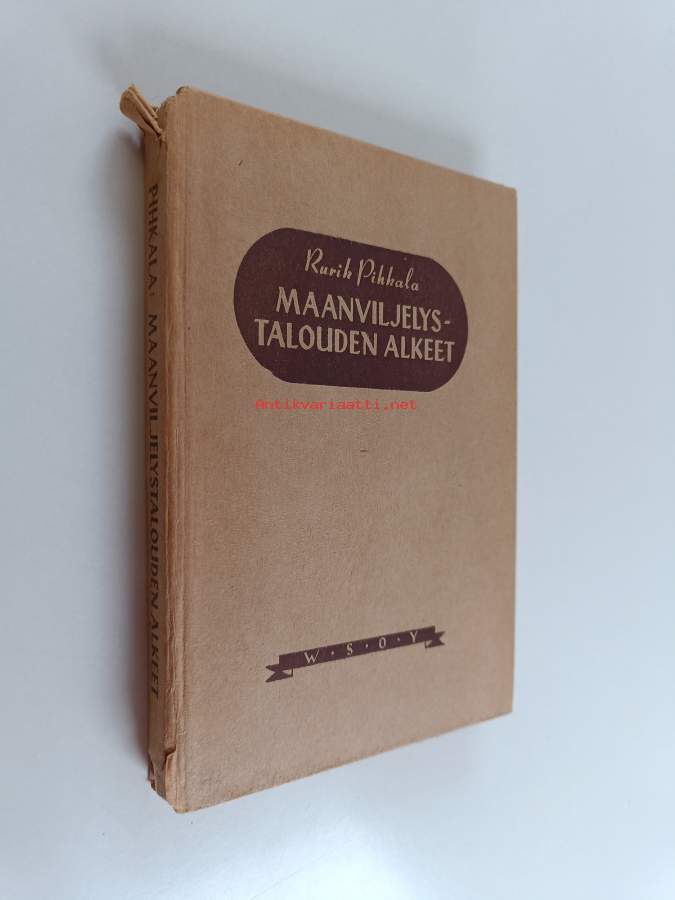 Rurik Pihkala
MAANVILJELYS-
TALOUDEN ALKEET
Antikvariaatti.net
W·S·O·Y
PIHKALA: MAANVILJELYSTALOUDEN ALKEET